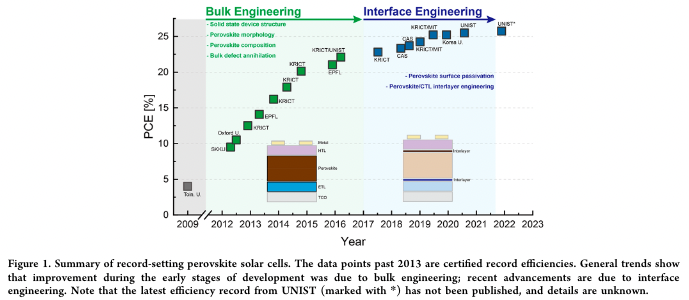 Bulk Engineering
Interface Engineering
- Solid state device structure
- Perovskite morphology
- Perovskite composition
- Bulk defect annihilation
UNIST*
KRICT/MIT
UNIST
CAS
Korea U.
KRICT/MIT
CAS
KRICT
KRICT/UNIST
EPFL
KRICT
KRICT
KRICT
EPFL
KRICT
Oxford U.
- Perovskite surface passivation
- Perovskite/CTL interlayer engineering
Metal
HTL
Perovskite
ETL
TCO
Interlayer
Interlayer
25
20
15
10
5
0
PCE [%]
2009 2012 2013 2014 2015 2016 2017 2018 2019 2020 2021 2022 2023
Year
Figure 1. Summary of record-setting perovskite solar cells. The data points past 2013 are certified record efficiencies. General trends show
that improvement during the early stages of development was due to bulk engineering; recent advancements are due to interface
engineering. Note that the latest efficiency record from UNIST (marked with *) has not been published, and details are unknown.